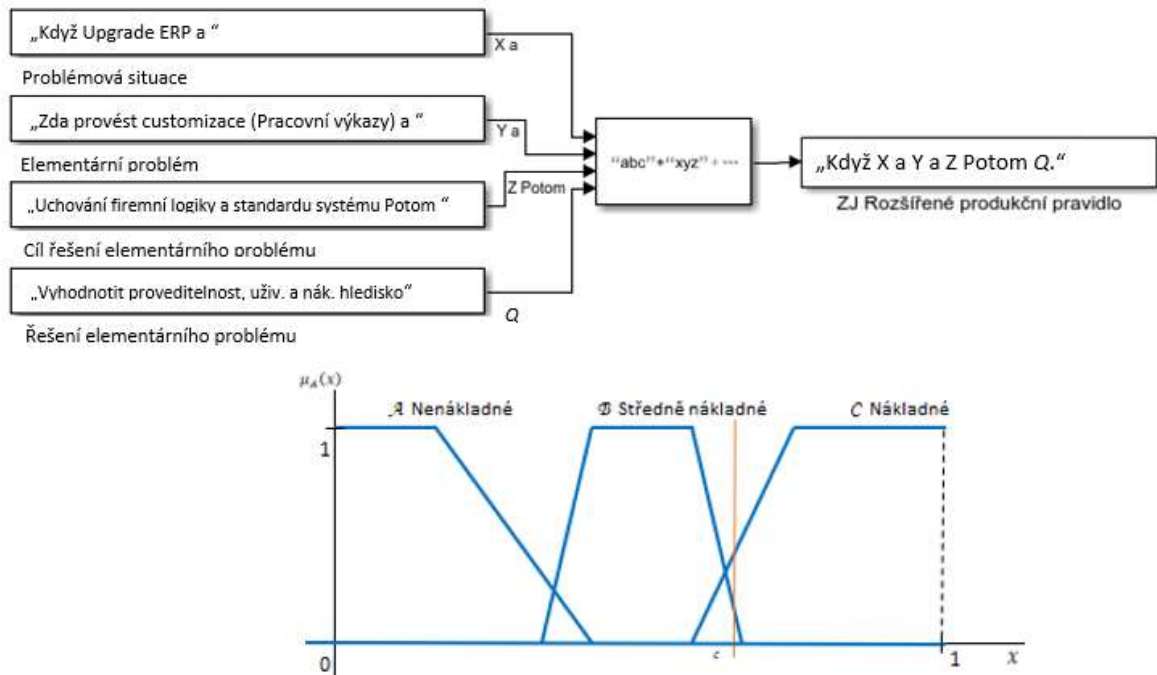 „Když Upgrade ERP a “
X a
Problémová situace
„Zda provést customizace (Pracovní výkazy) a “
Y a
Elementární problém
„Uchování firemní logiky a standardu systému Potom “
Z Potom
Cíl řešení elementárního problému
„Vyhodnotit proveditelnost, uživ. a nák. hledisko“
Q
Řešení elementárního problému
"abc"+"xyz" + ···
„Když X a Y a Z Potom Q.“
ZJ Rozšířené produkční pravidlo
μ_A(x)
𝒜 Nenákladné
ℬ Středně nákladné
𝒞 Nákladné
1
0
c
1
x